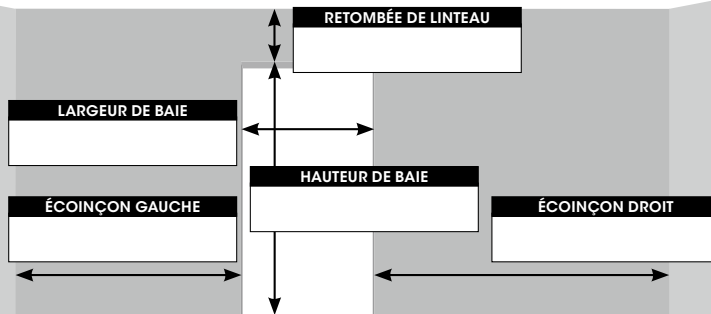 RETOMBÉE DE LINTEAU
LARGEUR DE BAIE
HAUTEUR DE BAIE
ÉCOINÇON GAUCHE
ÉCOINÇON DROIT